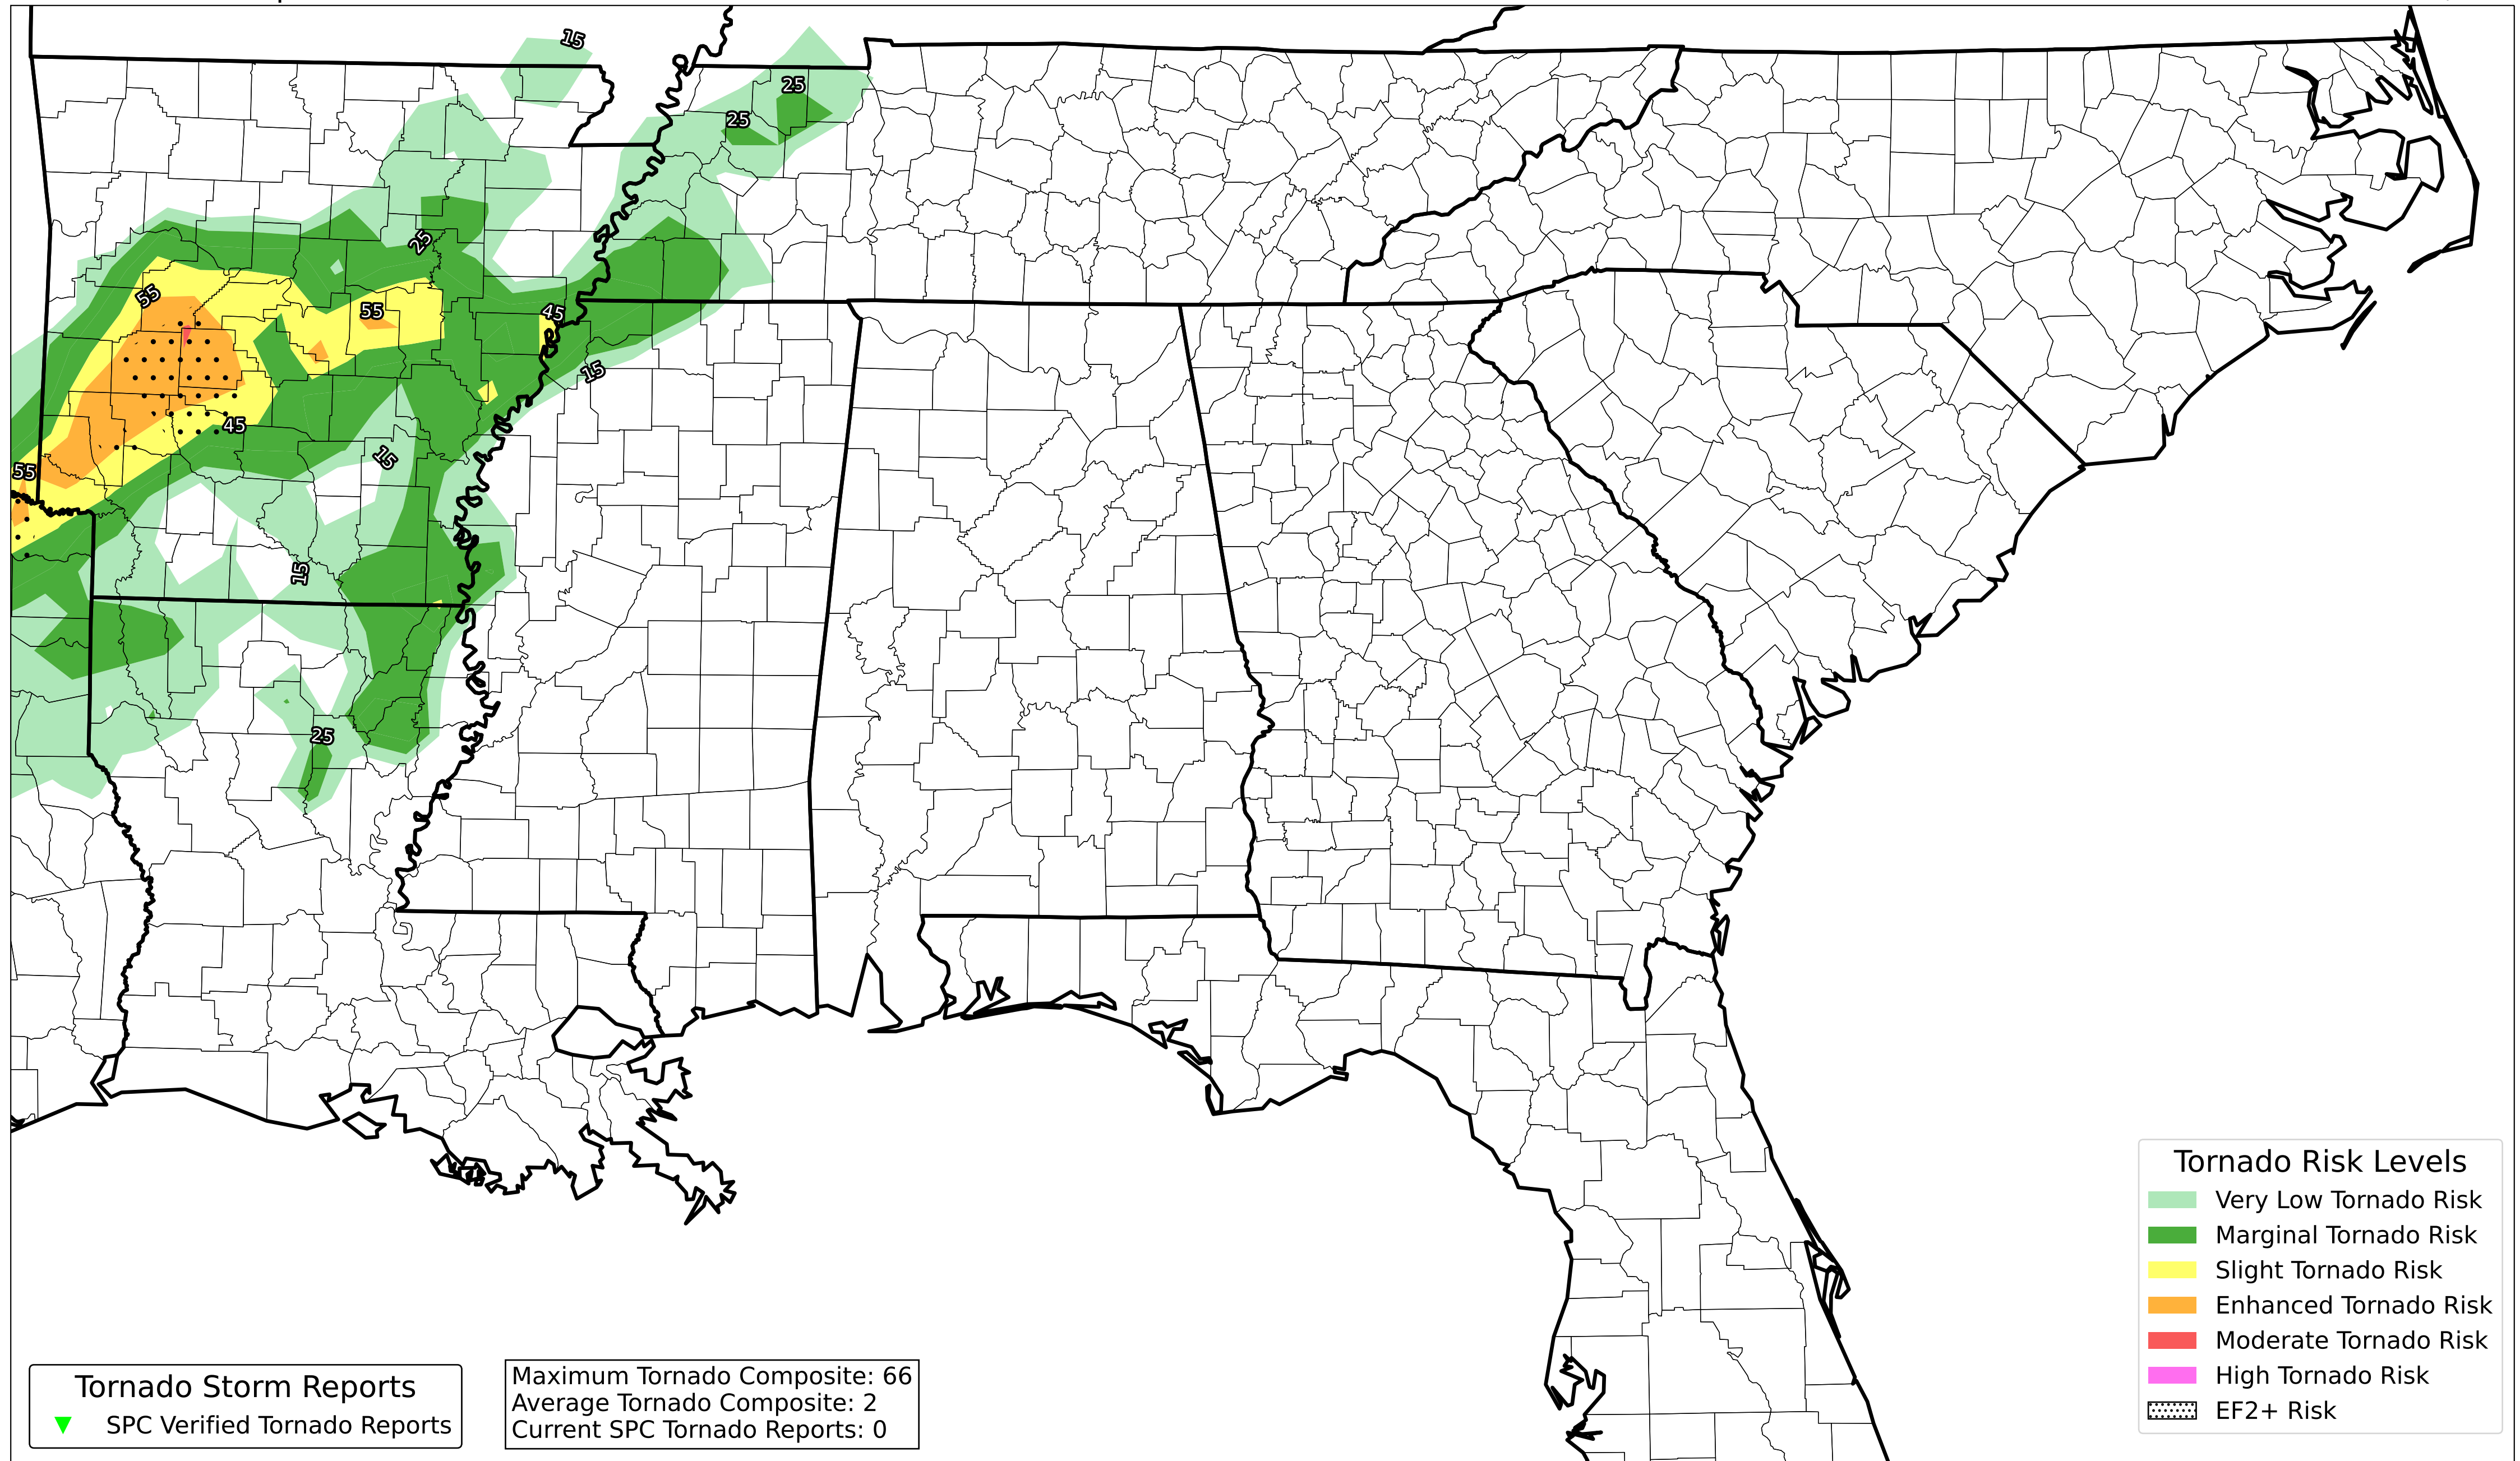 15
25
25
25
55
55
45
15
45
15
55
15
25
Tornado Risk Levels
Very Low Tornado Risk
Marginal Tornado Risk
Slight Tornado Risk
Enhanced Tornado Risk
Moderate Tornado Risk
High Tornado Risk
EF2+ Risk
Tornado Storm Reports
SPC Verified Tornado Reports
Maximum Tornado Composite: 66
Average Tornado Composite: 2
Current SPC Tornado Reports: 0